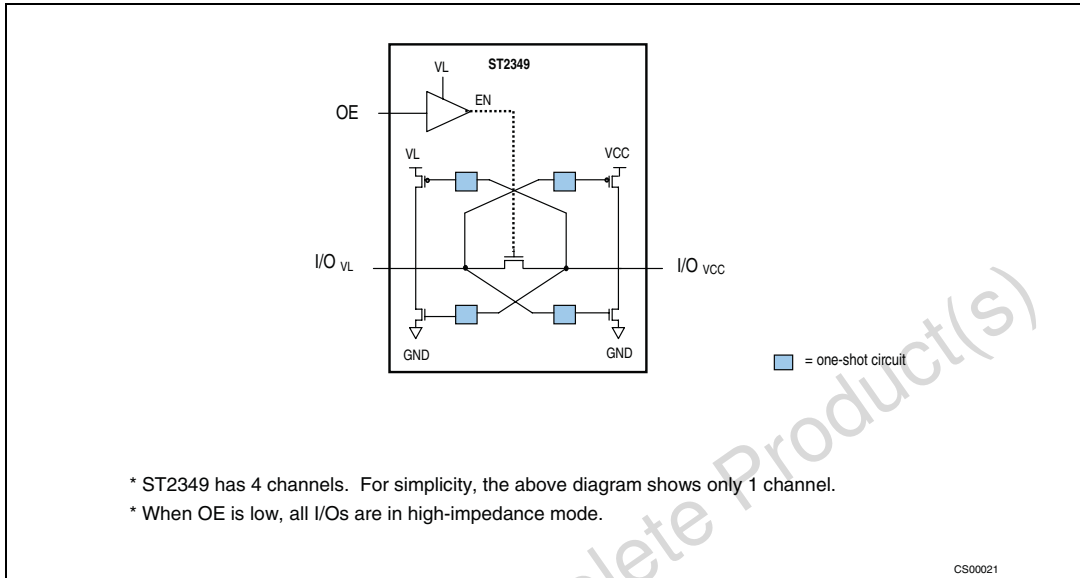 ST2349
VL
EN
OE
VL
VCC
I/O VL
I/O VCC
GND
GND
= one-shot circuit
* ST2349 has 4 channels. For simplicity, the above diagram shows only 1 channel.
* When OE is low, all I/Os are in high-impedance mode.
lete Product(s)
CS00021